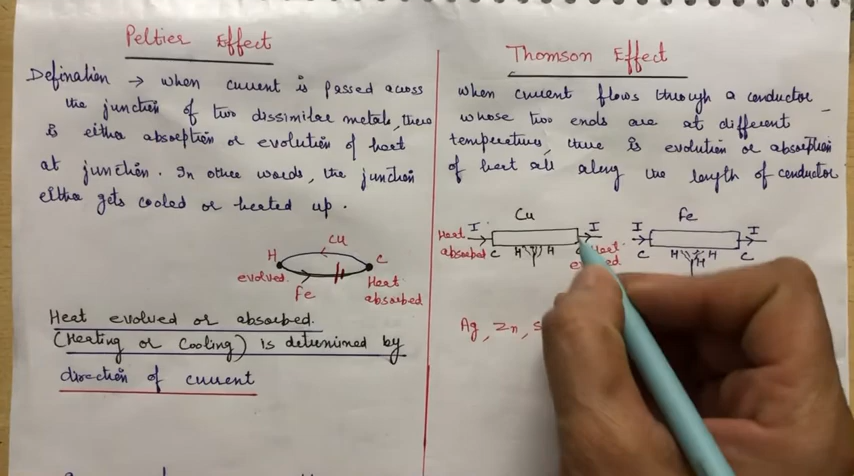 Peltier Effect
Defination → when current is passed across
the junction of two dissimilar metals, there
is either absorption or evolution of heat
at junction. In other words, the junction
either gets cooled or heated up.
Cu
H
C
evolved.
Heat
absorbed
Fe
Heat evolved or absorbed.
(Heating or Cooling) is determined by
direction of current
Thomson Effect
when current flows through a conductor
whose two ends are at different
temperatures, there is evolution or absorption
of heat all along the length of conductor
Cu
Fe
Heat
absorbed
I
I
I
I
C
H
H
Heat
C
H
H
H
C
Ag, Zn, S